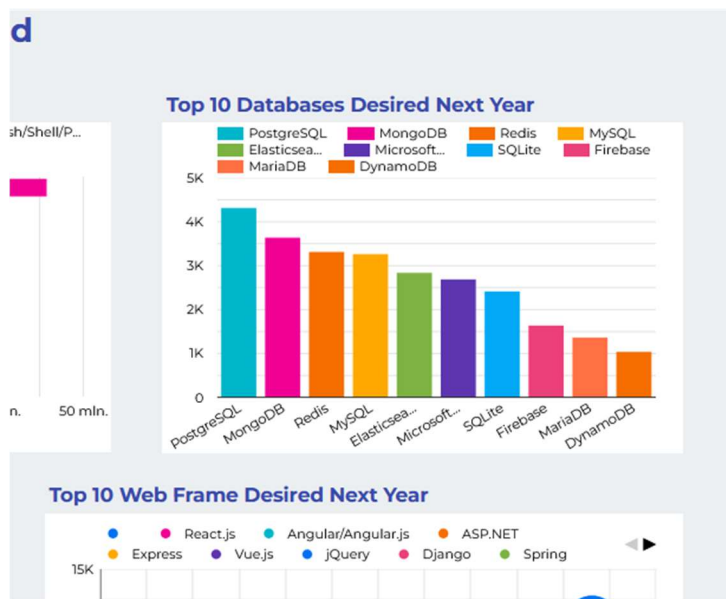 d
Top 10 Databases Desired Next Year
sh/Shell/P...
PostgreSQL MongoDB Redis MySQL
Elasticsea... Microsoft... SQLite Firebase
MariaDB DynamoDB
5K
4K
3K
2K
1K
0
n. 50 mln.
PostgreSQL MongoDB Redis MySQL Elasticsea... Microsoft... SQLite Firebase MariaDB DynamoDB
Top 10 Web Frame Desired Next Year
React.js Angular/Angular.js ASP.NET
Express Vue.js jQuery Django Spring
15K